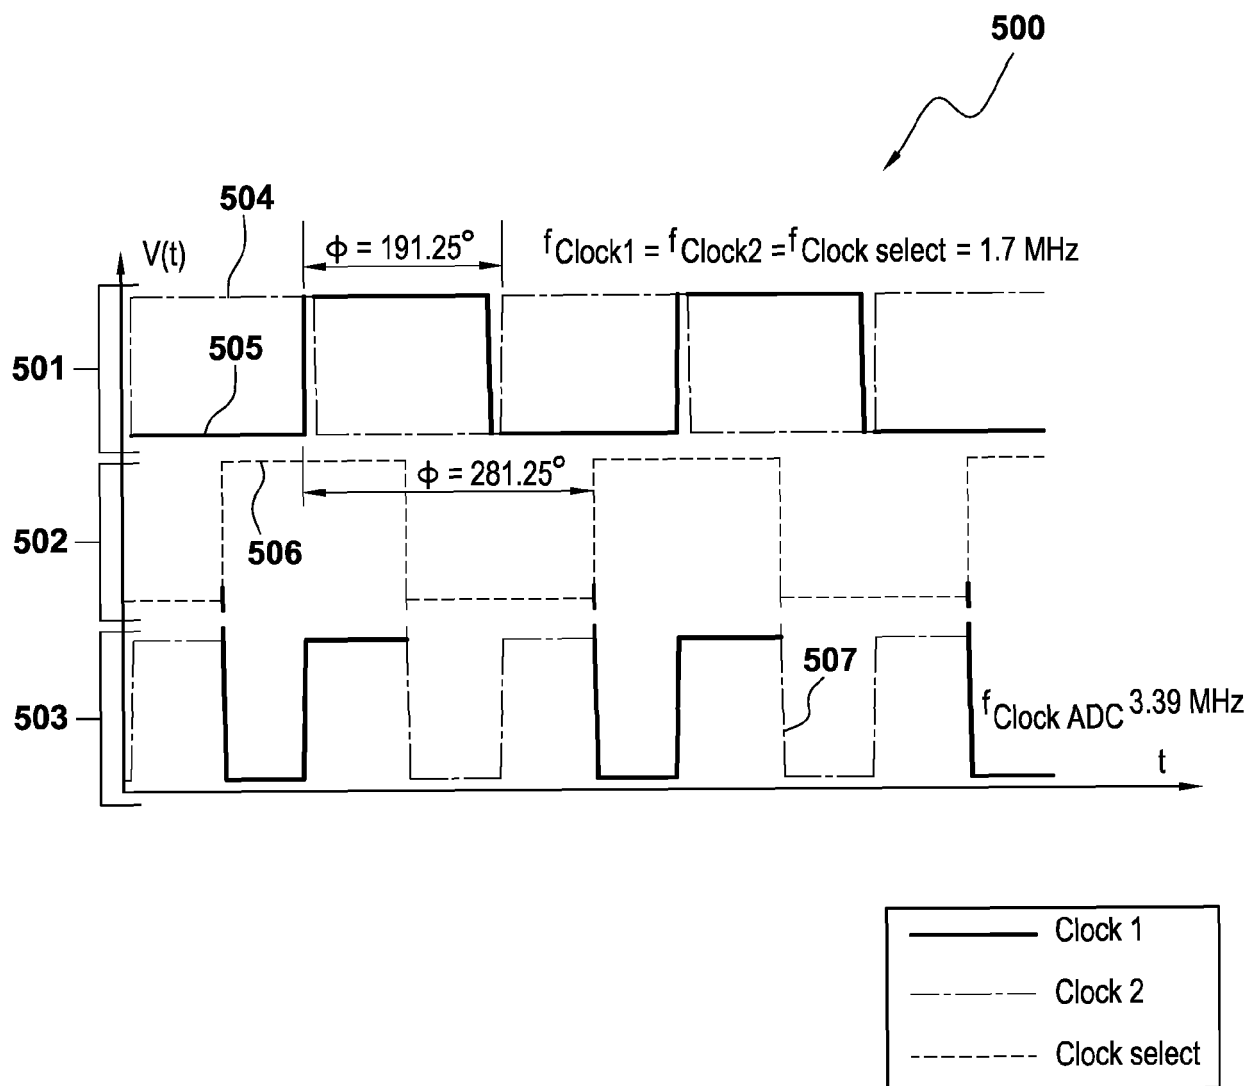 500
504
V(t)
ϕ = 191.25°
fClock1 = fClock2 = fClock select = 1.7 MHz
501
505
ϕ = 281.25°
502
506
503
507
fClock ADC 3.39 MHz
t
Clock 1
Clock 2
Clock select